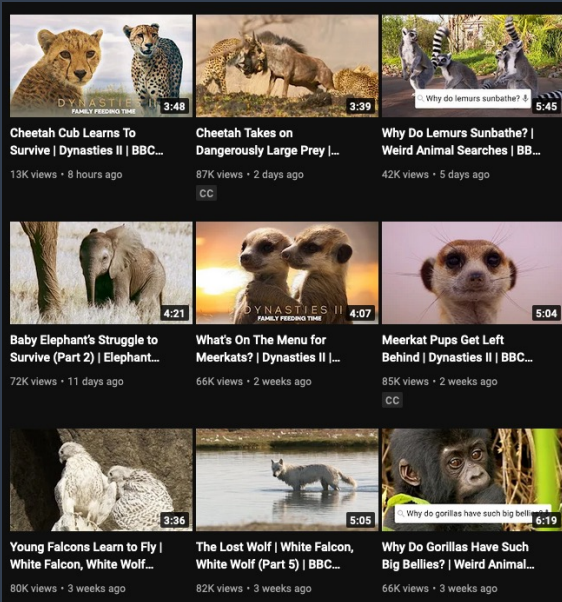 DYNASTIES II
FAMILY FEEDING TIME
3:48
3:39
Why do lemurs sunbathe?
5:45
Cheetah Cub Learns To
Survive | Dynasties II | BBC...
13K views • 8 hours ago
Cheetah Takes on
Dangerously Large Prey |...
87K views • 2 days ago
CC
Why Do Lemurs Sunbathe? |
Weird Animal Searches | BB...
42K views • 5 days ago
4:21
DYNASTIES II
FAMILY FEEDING TIME
4:07
5:04
Baby Elephant's Struggle to
Survive (Part 2) | Elephant...
72K views • 11 days ago
What's On The Menu for
Meerkats? | Dynasties II |...
66K views • 2 weeks ago
Meerkat Pups Get Left
Behind | Dynasties II | BBC...
85K views • 2 weeks ago
CC
3:36
5:05
Why do gorillas have such big bellies?
6:19
Young Falcons Learn to Fly |
White Falcon, White Wolf...
80K views • 3 weeks ago
The Lost Wolf | White Falcon,
White Wolf (Part 5) | BBC...
82K views • 3 weeks ago
Why Do Gorillas Have Such
Big Bellies? | Weird Animal...
66K views • 3 weeks ago